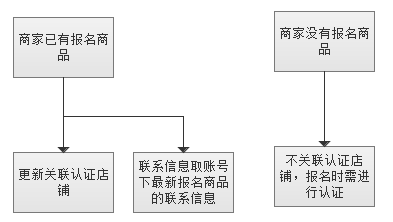 商家已有报名商
品
商家没有报名商
品
更新关联认证店
铺
联系信息取账号
下最新报名商品
的联系信息
不关联认证店
铺，报名时需进
行认证